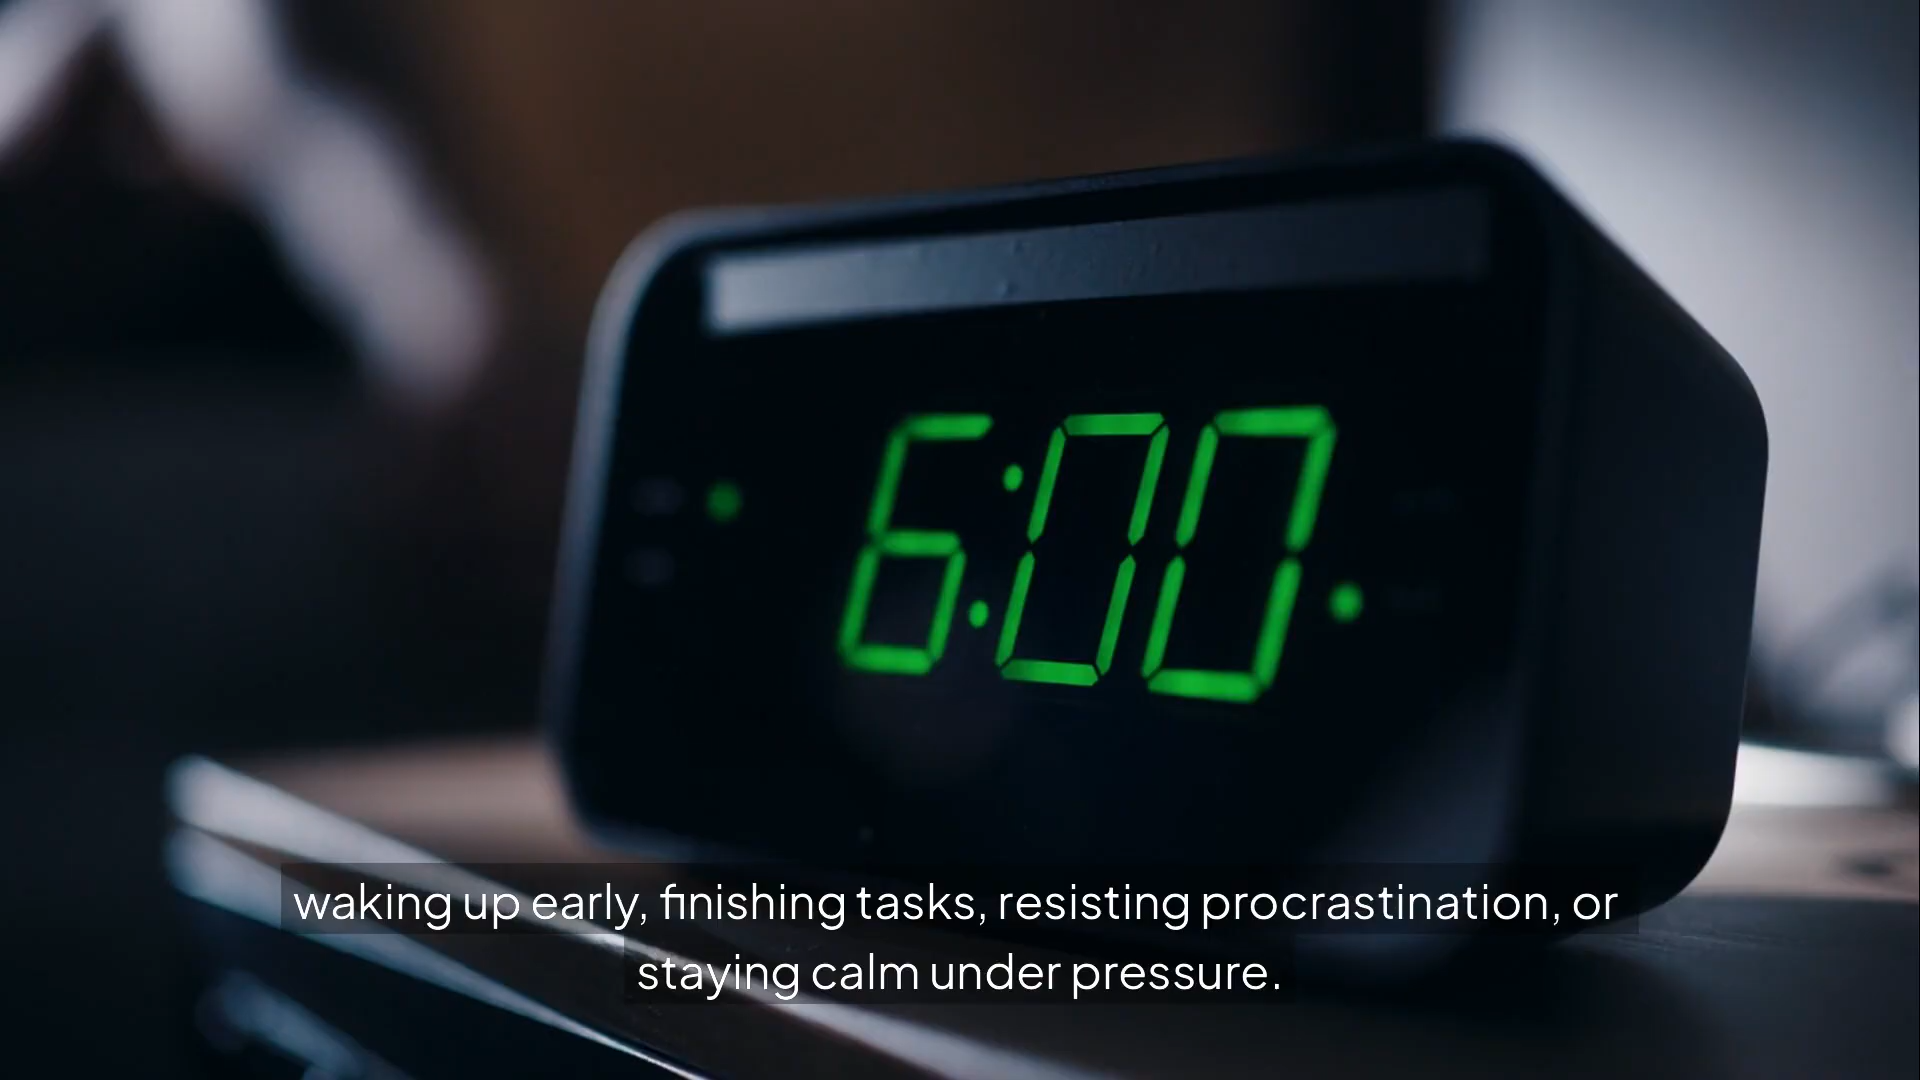 6:00
waking up early, finishing tasks, resisting procrastination, or
staying calm under pressure.